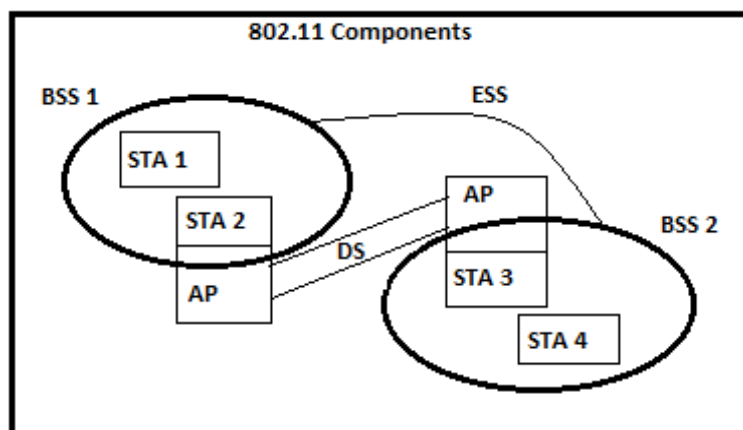 802.11 Components
BSS 1
ESS
STA 1
AP
STA 2
BSS 2
DS
STA 3
AP
STA 4